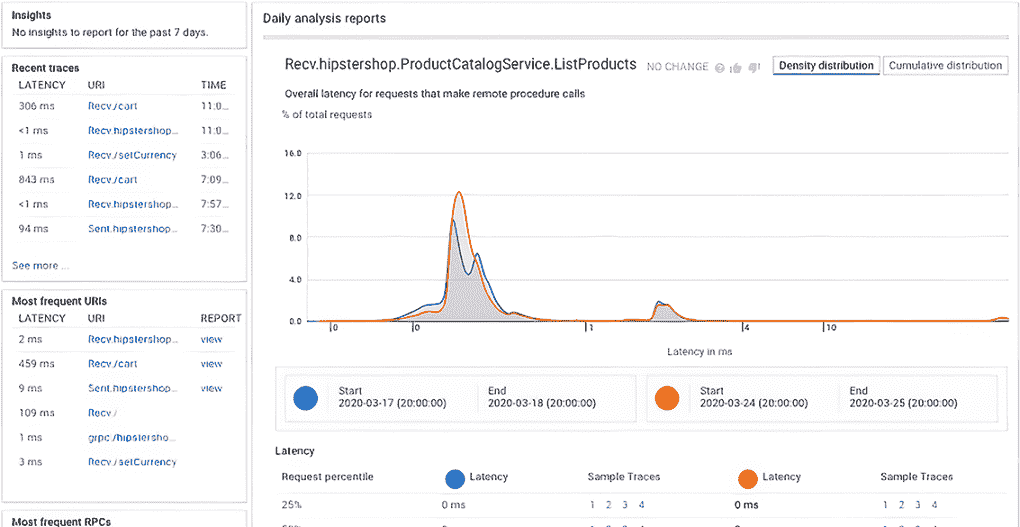 Insights
No insights to report for the past 7 days.
Recent traces
LATENCY URI TIME
306 ms Recv./cart 11:0...
<1 ms Recv.hipstershop... 11:0...
1 ms Recv./setCurrency 3:06...
843 ms Recv./cart 7:09...
<1 ms Recv.hipstershop... 7:57...
94 ms Sent.hipstershop... 7:30...
See more ...
Most frequent URIs
LATENCY URI REPORT
2 ms Recv.hipstershop... view
459 ms Recv./cart view
9 ms Sent.hipstershop... view
109 ms Recv./
1 ms grpc./hipstersho...
3 ms Recv./setCurrency
Most frequent RPCs
Daily analysis reports
Recv.hipstershop.ProductCatalogService.ListProducts NO CHANGE Density distribution Cumulative distribution
Overall latency for requests that make remote procedure calls
% of total requests
16.0
12.0
8.0
4.0
0.0
0 0 1 4 10
Latency in ms
Start End Start End
2020-03-17 (20:00:00) 2020-03-18 (20:00:00) 2020-03-24 (20:00:00) 2020-03-25 (20:00:00)
Latency
Request percentile Latency Sample Traces Latency Sample Traces
25% 0 ms 1 2 3 4 0 ms 1 2 3 4